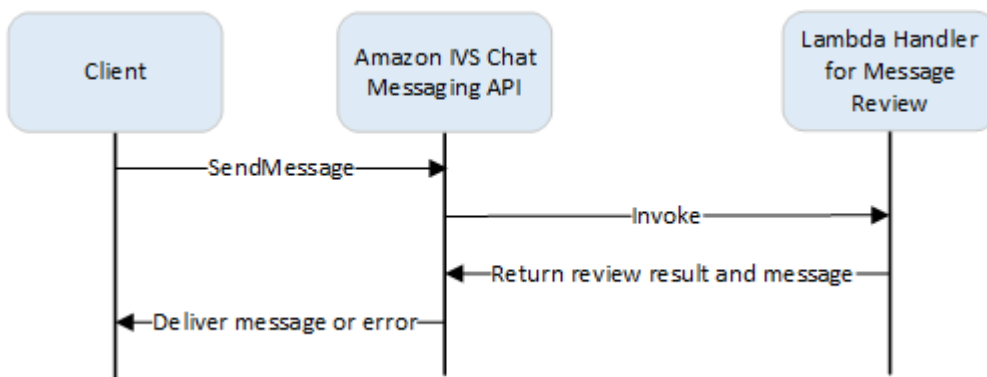 Client
Amazon IVS Chat
Messaging API
Lambda Handler
for Message
Review
SendMessage
Invoke
Return review result and message
Deliver message or error